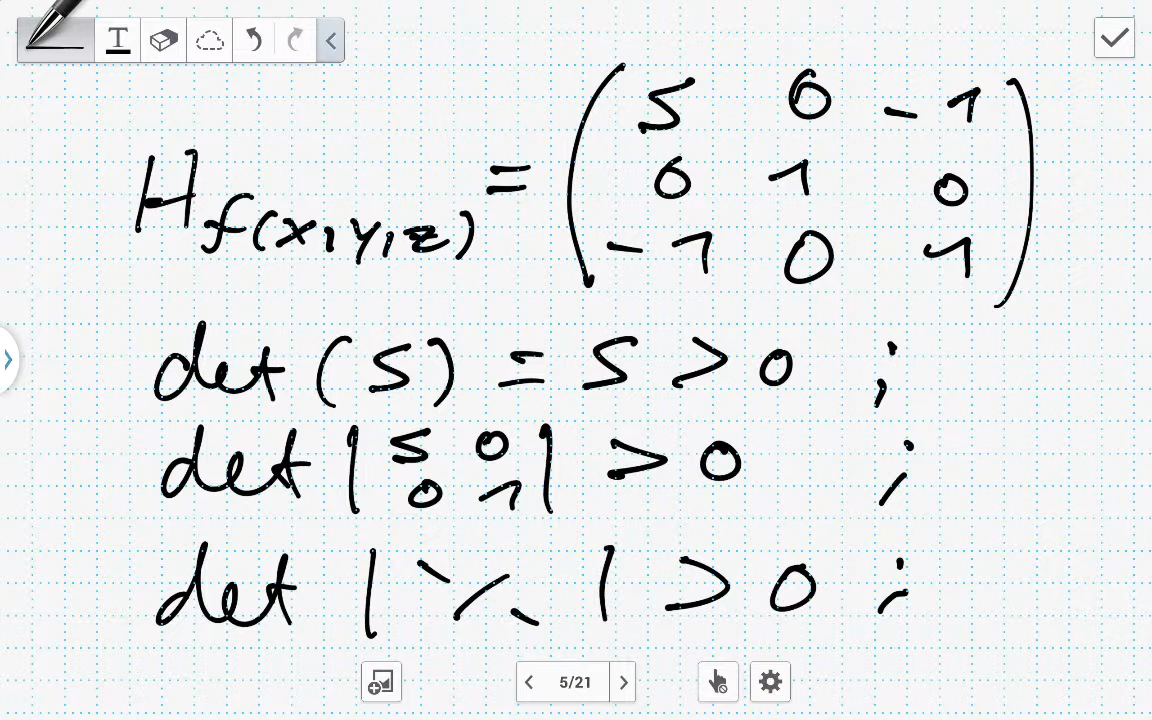 T
5 0 -1
H f(x,y,z) = 0 1 0
-1 0 1
det (5) = 5 > 0 ;
det | 5 0 | > 0 ;
0 1
det | ⋅/. | > 0 ;
5/21